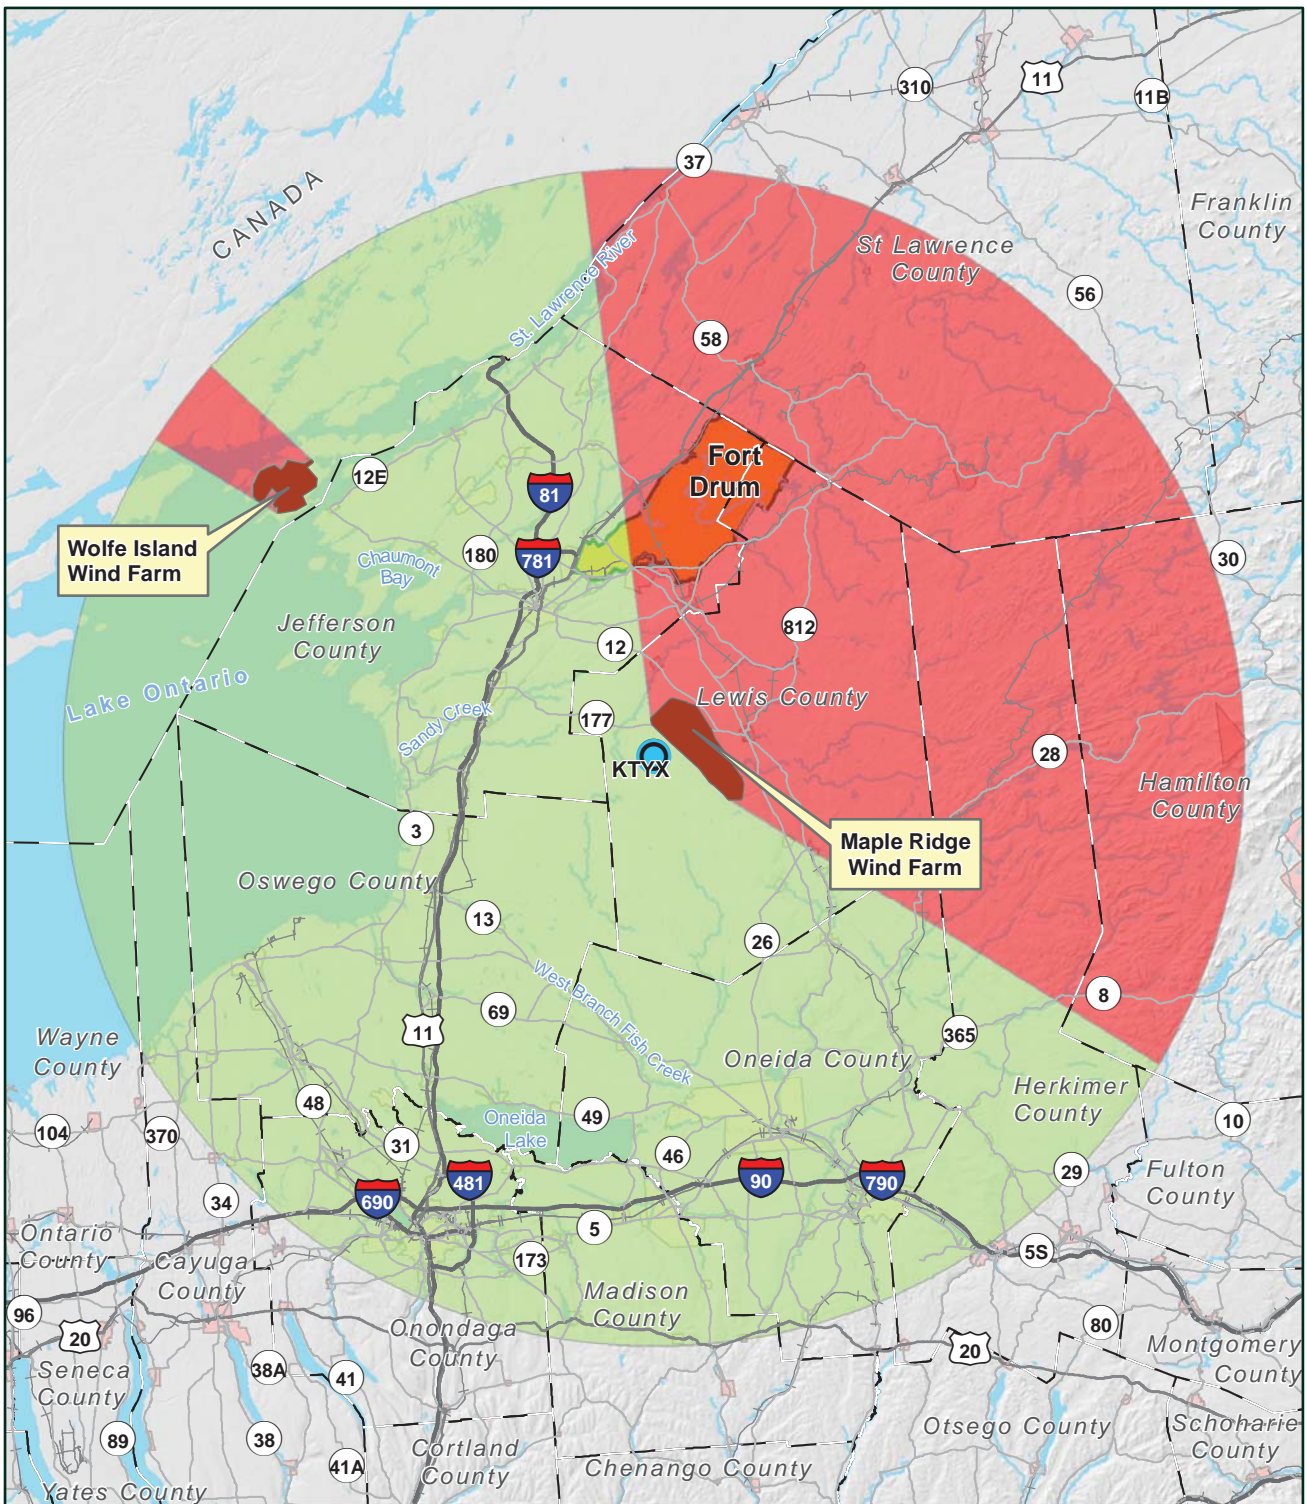 310
11
11B
37
CANADA
Franklin
County
St Lawrence
County
St. Lawrence River
56
58
Fort
Drum
12E
81
Wolfe Island
Wind Farm
180
781
Chaumont
Bay
30
Jefferson
County
812
12
Lake Ontario
Lewis County
Sandy Creek
177
KTYX
28
Hamilton
County
3
Maple Ridge
Wind Farm
Oswego County
13
26
West Branch Fish Creek
69
8
11
365
Wayne
County
Oneida County
Herkimer
County
48
Oneida
Lake
49
104
370
31
10
46
29
Fulton
County
690
481
90
790
34
5
Ontario
County
Cayuga
County
173
5S
Madison
County
96
20
Onondaga
County
80
20
Montgomery
County
Seneca
County
38A
41
89
38
Otsego County
Schoharie
County
41A
Cortland
County
Chenango County
Yates County